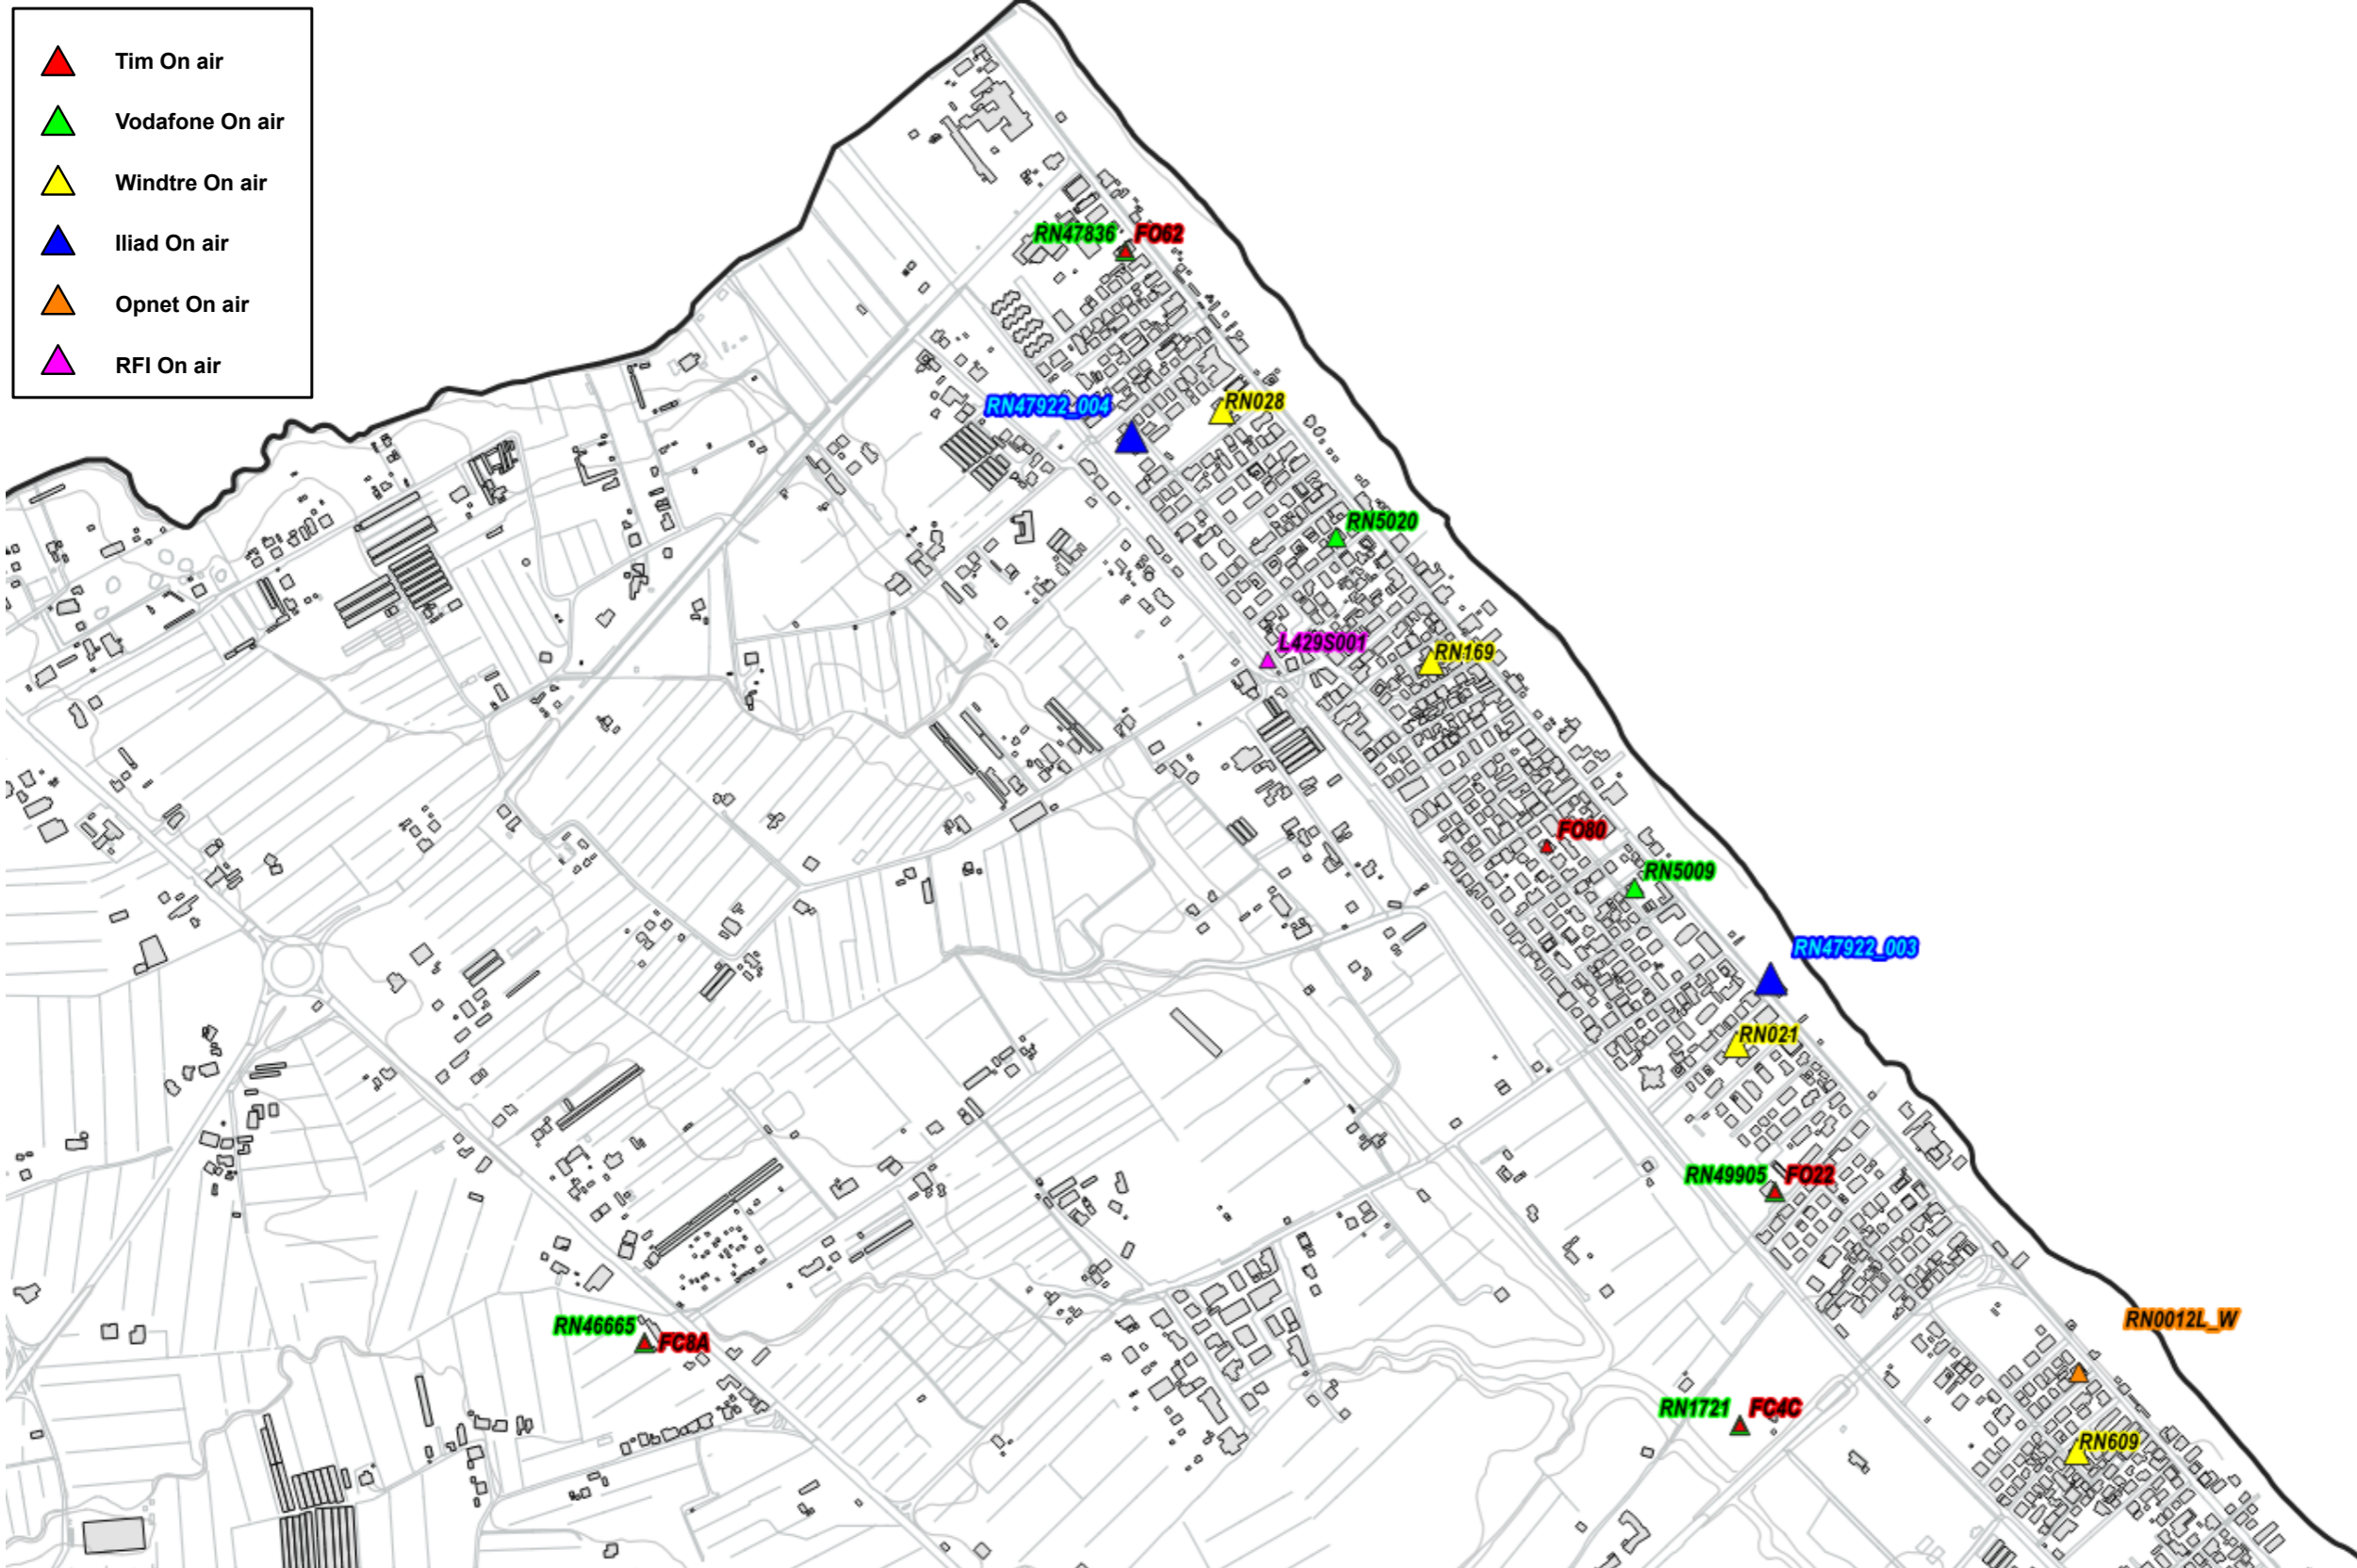 Tim On air
Vodafone On air
Windtre On air
Iliad On air
Opnet On air
RFI On air
RN47836 FO62
RN47922_004
RN028
RN5020
L429S001
RN169
FO80
RN5009
RN47922_003
RN021
RN49905 FO22
RN0012L_W
RN46665 FC8A
RN1721 FC4C
RN609